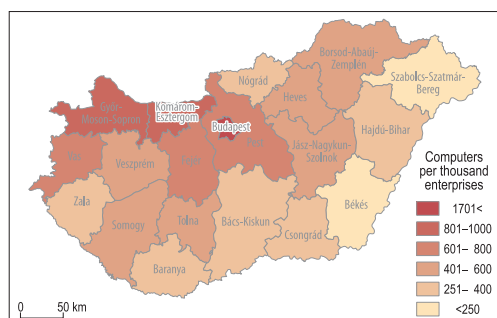 Borsod-Abaúj-
Zemplén
Nógrád
Szabolcs-Szatmár-
Bereg
Heves
Győr-
Moson-Sopron
Komárom-
Esztergom
Budapest
Pest
Hajdú-Bihar
Jász-Nagykun-
Szolnok
Vas
Veszprém
Fejér
Zala
Somogy
Tolna
Bács-Kiskun
Békés
Csongrád
Baranya
Computers
per thousand
enterprises
1701<
801–1000
601– 800
401– 600
251– 400
<250
0 50 km